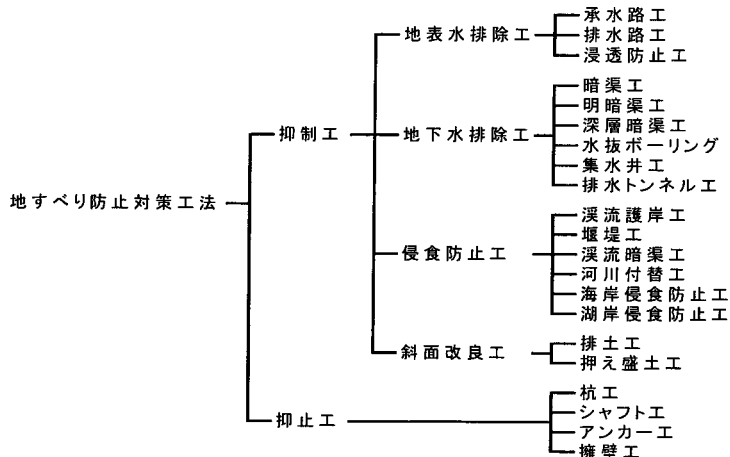 地すべり防止対策工法
抑制工
地表水排除工
承水路工
排水路工
浸透防止工
地下水排除工
暗渠工
明暗渠工
深層暗渠工
水抜ボーリング
集水井工
排水トンネル工
侵食防止工
渓流護岸工
堰堤工
渓流暗渠工
河川付替工
海岸侵食防止工
湖岸侵食防止工
斜面改良工
排土工
押え盛土工
抑止工
杭工
シャフト工
アンカー工
擁壁工